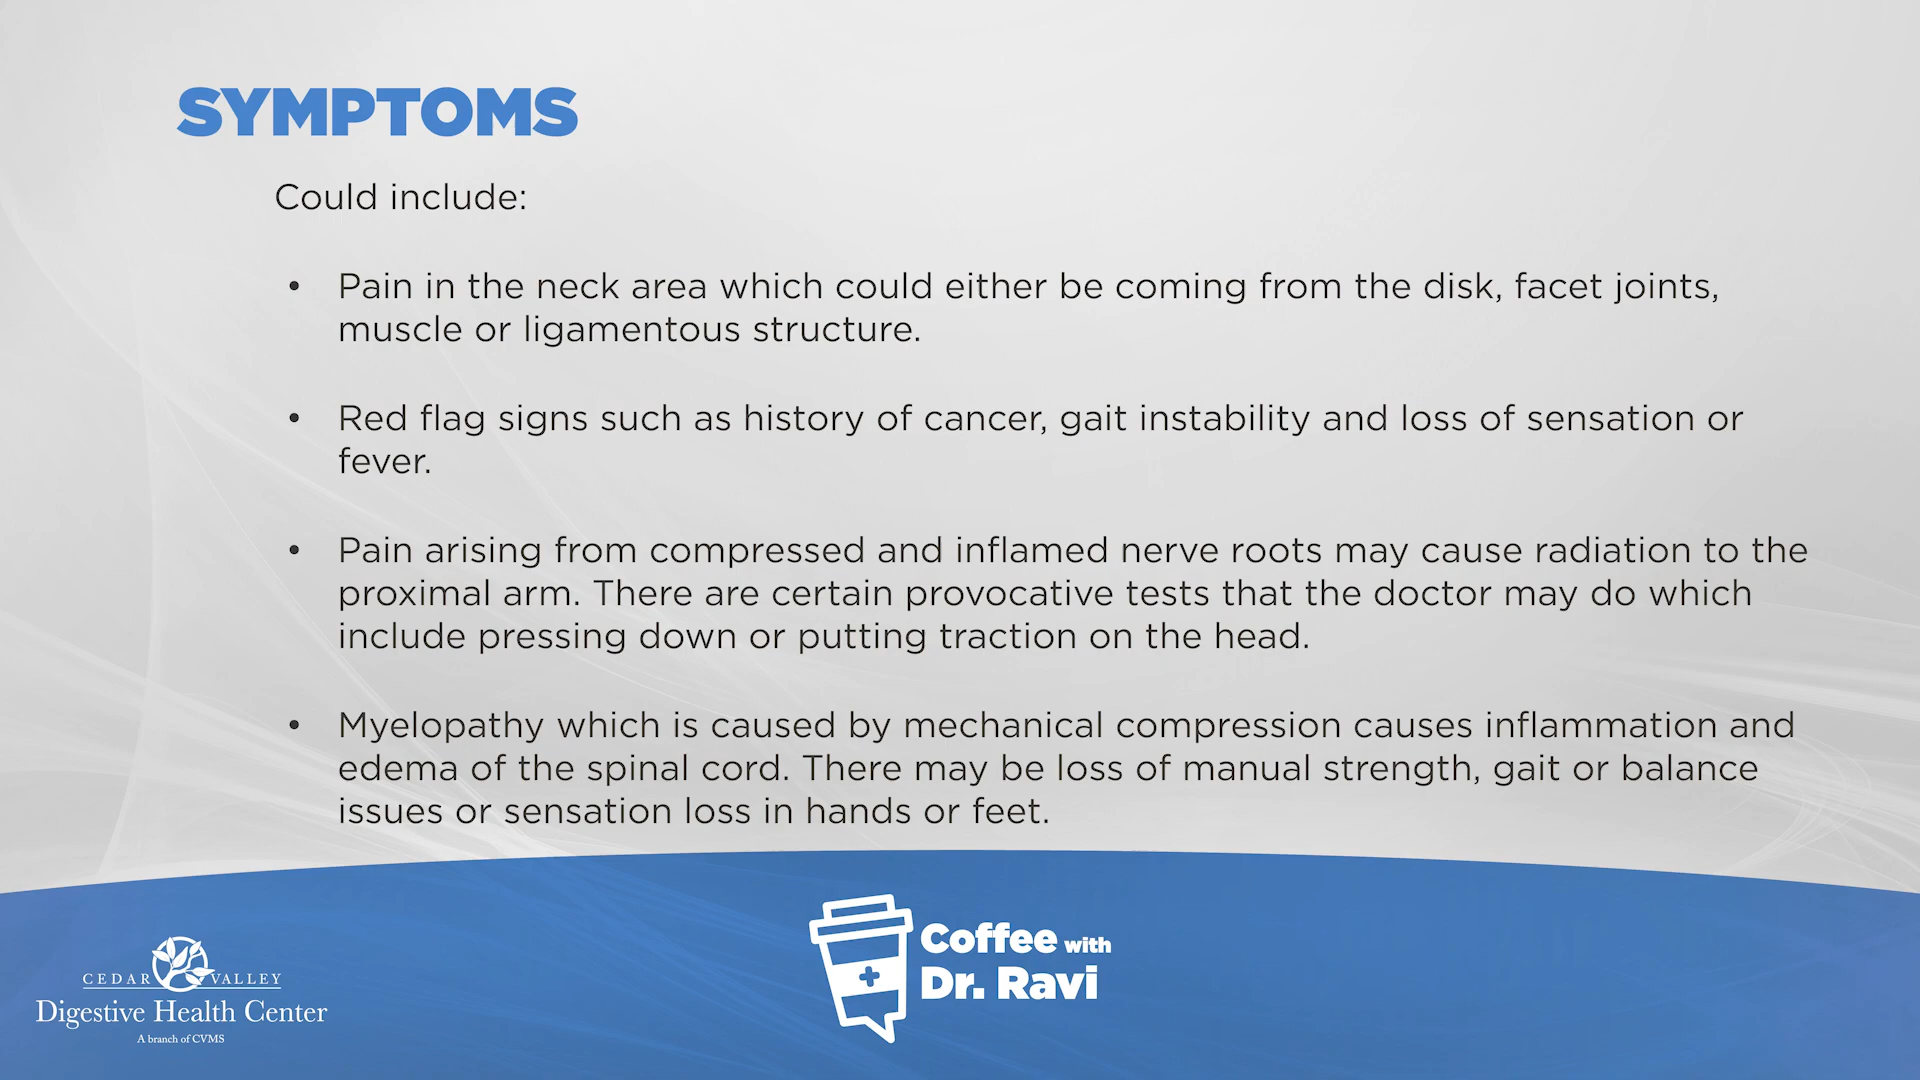 SYMPTOMS
Could include:
• Pain in the neck area which could either be coming from the disk, facet joints,
muscle or ligamentous structure.
• Red flag signs such as history of cancer, gait instability and loss of sensation or
fever.
• Pain arising from compressed and inflamed nerve roots may cause radiation to the
proximal arm. There are certain provocative tests that the doctor may do which
include pressing down or putting traction on the head.
• Myelopathy which is caused by mechanical compression causes inflammation and
edema of the spinal cord. There may be loss of manual strength, gait or balance
issues or sensation loss in hands or feet.
CEDAR VALLEY
Digestive Health Center
A branch of CVMS
Coffee with
Dr. Ravi